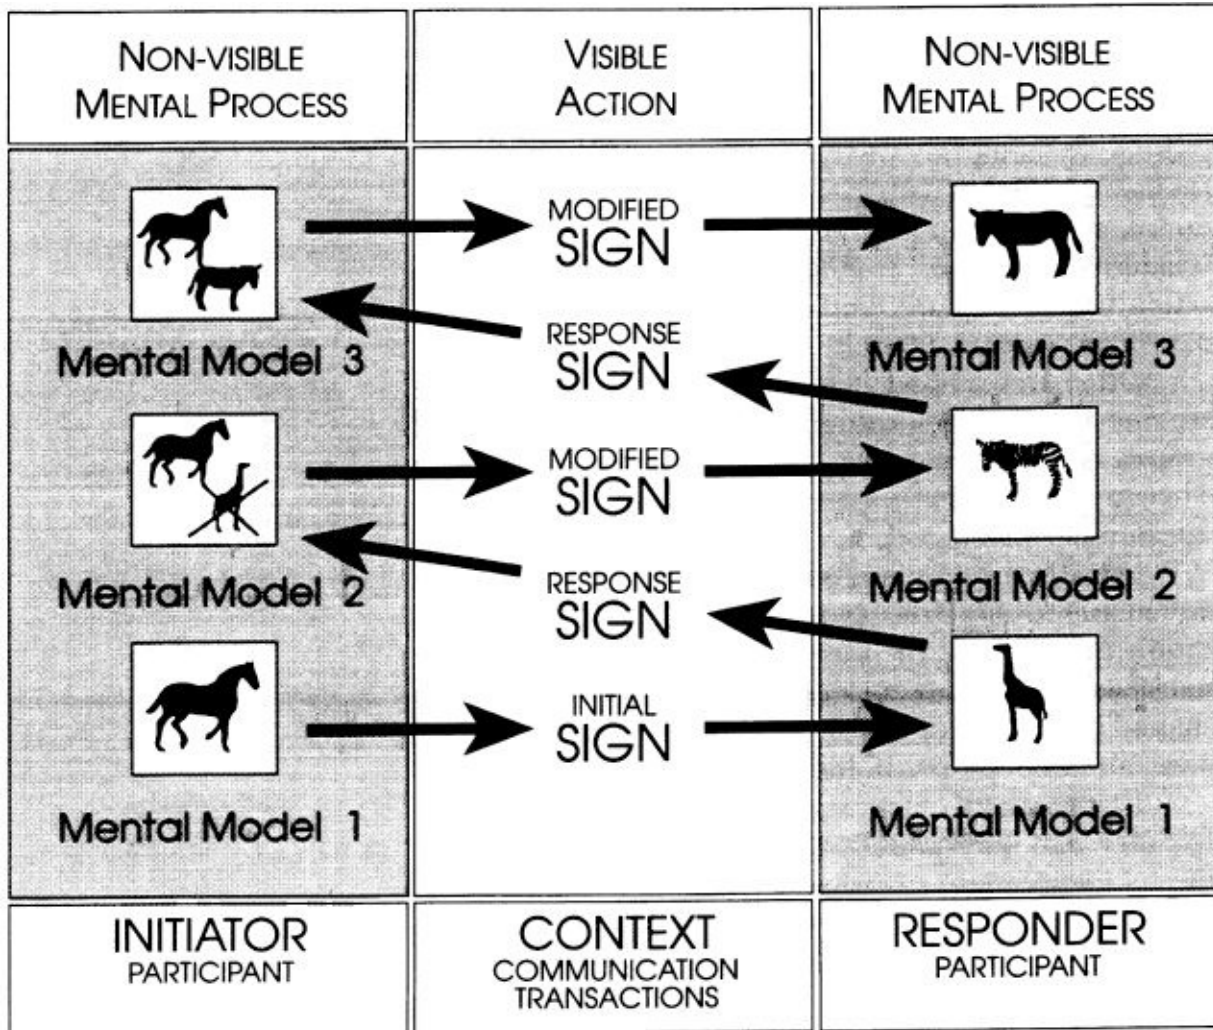 NON-VISIBLE
MENTAL PROCESS
VISIBLE
ACTION
NON-VISIBLE
MENTAL PROCESS
MODIFIED
SIGN
RESPONSE
SIGN
Mental Model 3
Mental Model 3
MODIFIED
SIGN
RESPONSE
SIGN
Mental Model 2
Mental Model 2
INITIAL
SIGN
Mental Model 1
Mental Model 1
INITIATOR
PARTICIPANT
CONTEXT
COMMUNICATION
TRANSACTIONS
RESPONDER
PARTICIPANT